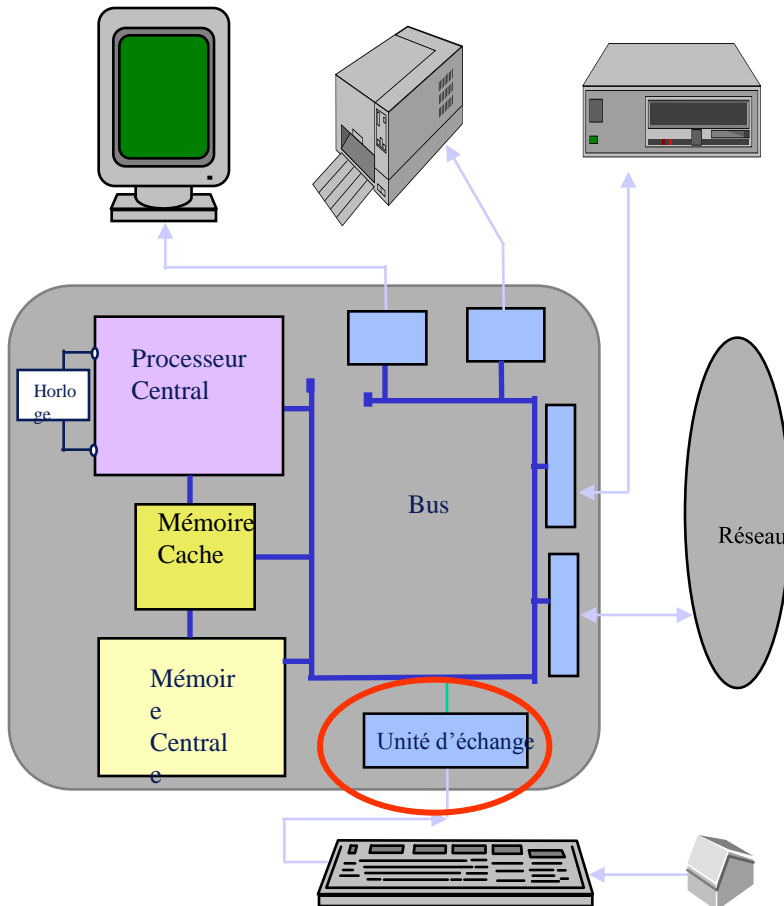 Processeur
Central
Horlo
ge
Bus
Mémoire
Cache
Réseau
Mémoir
e
Central
e
Unité d’échange